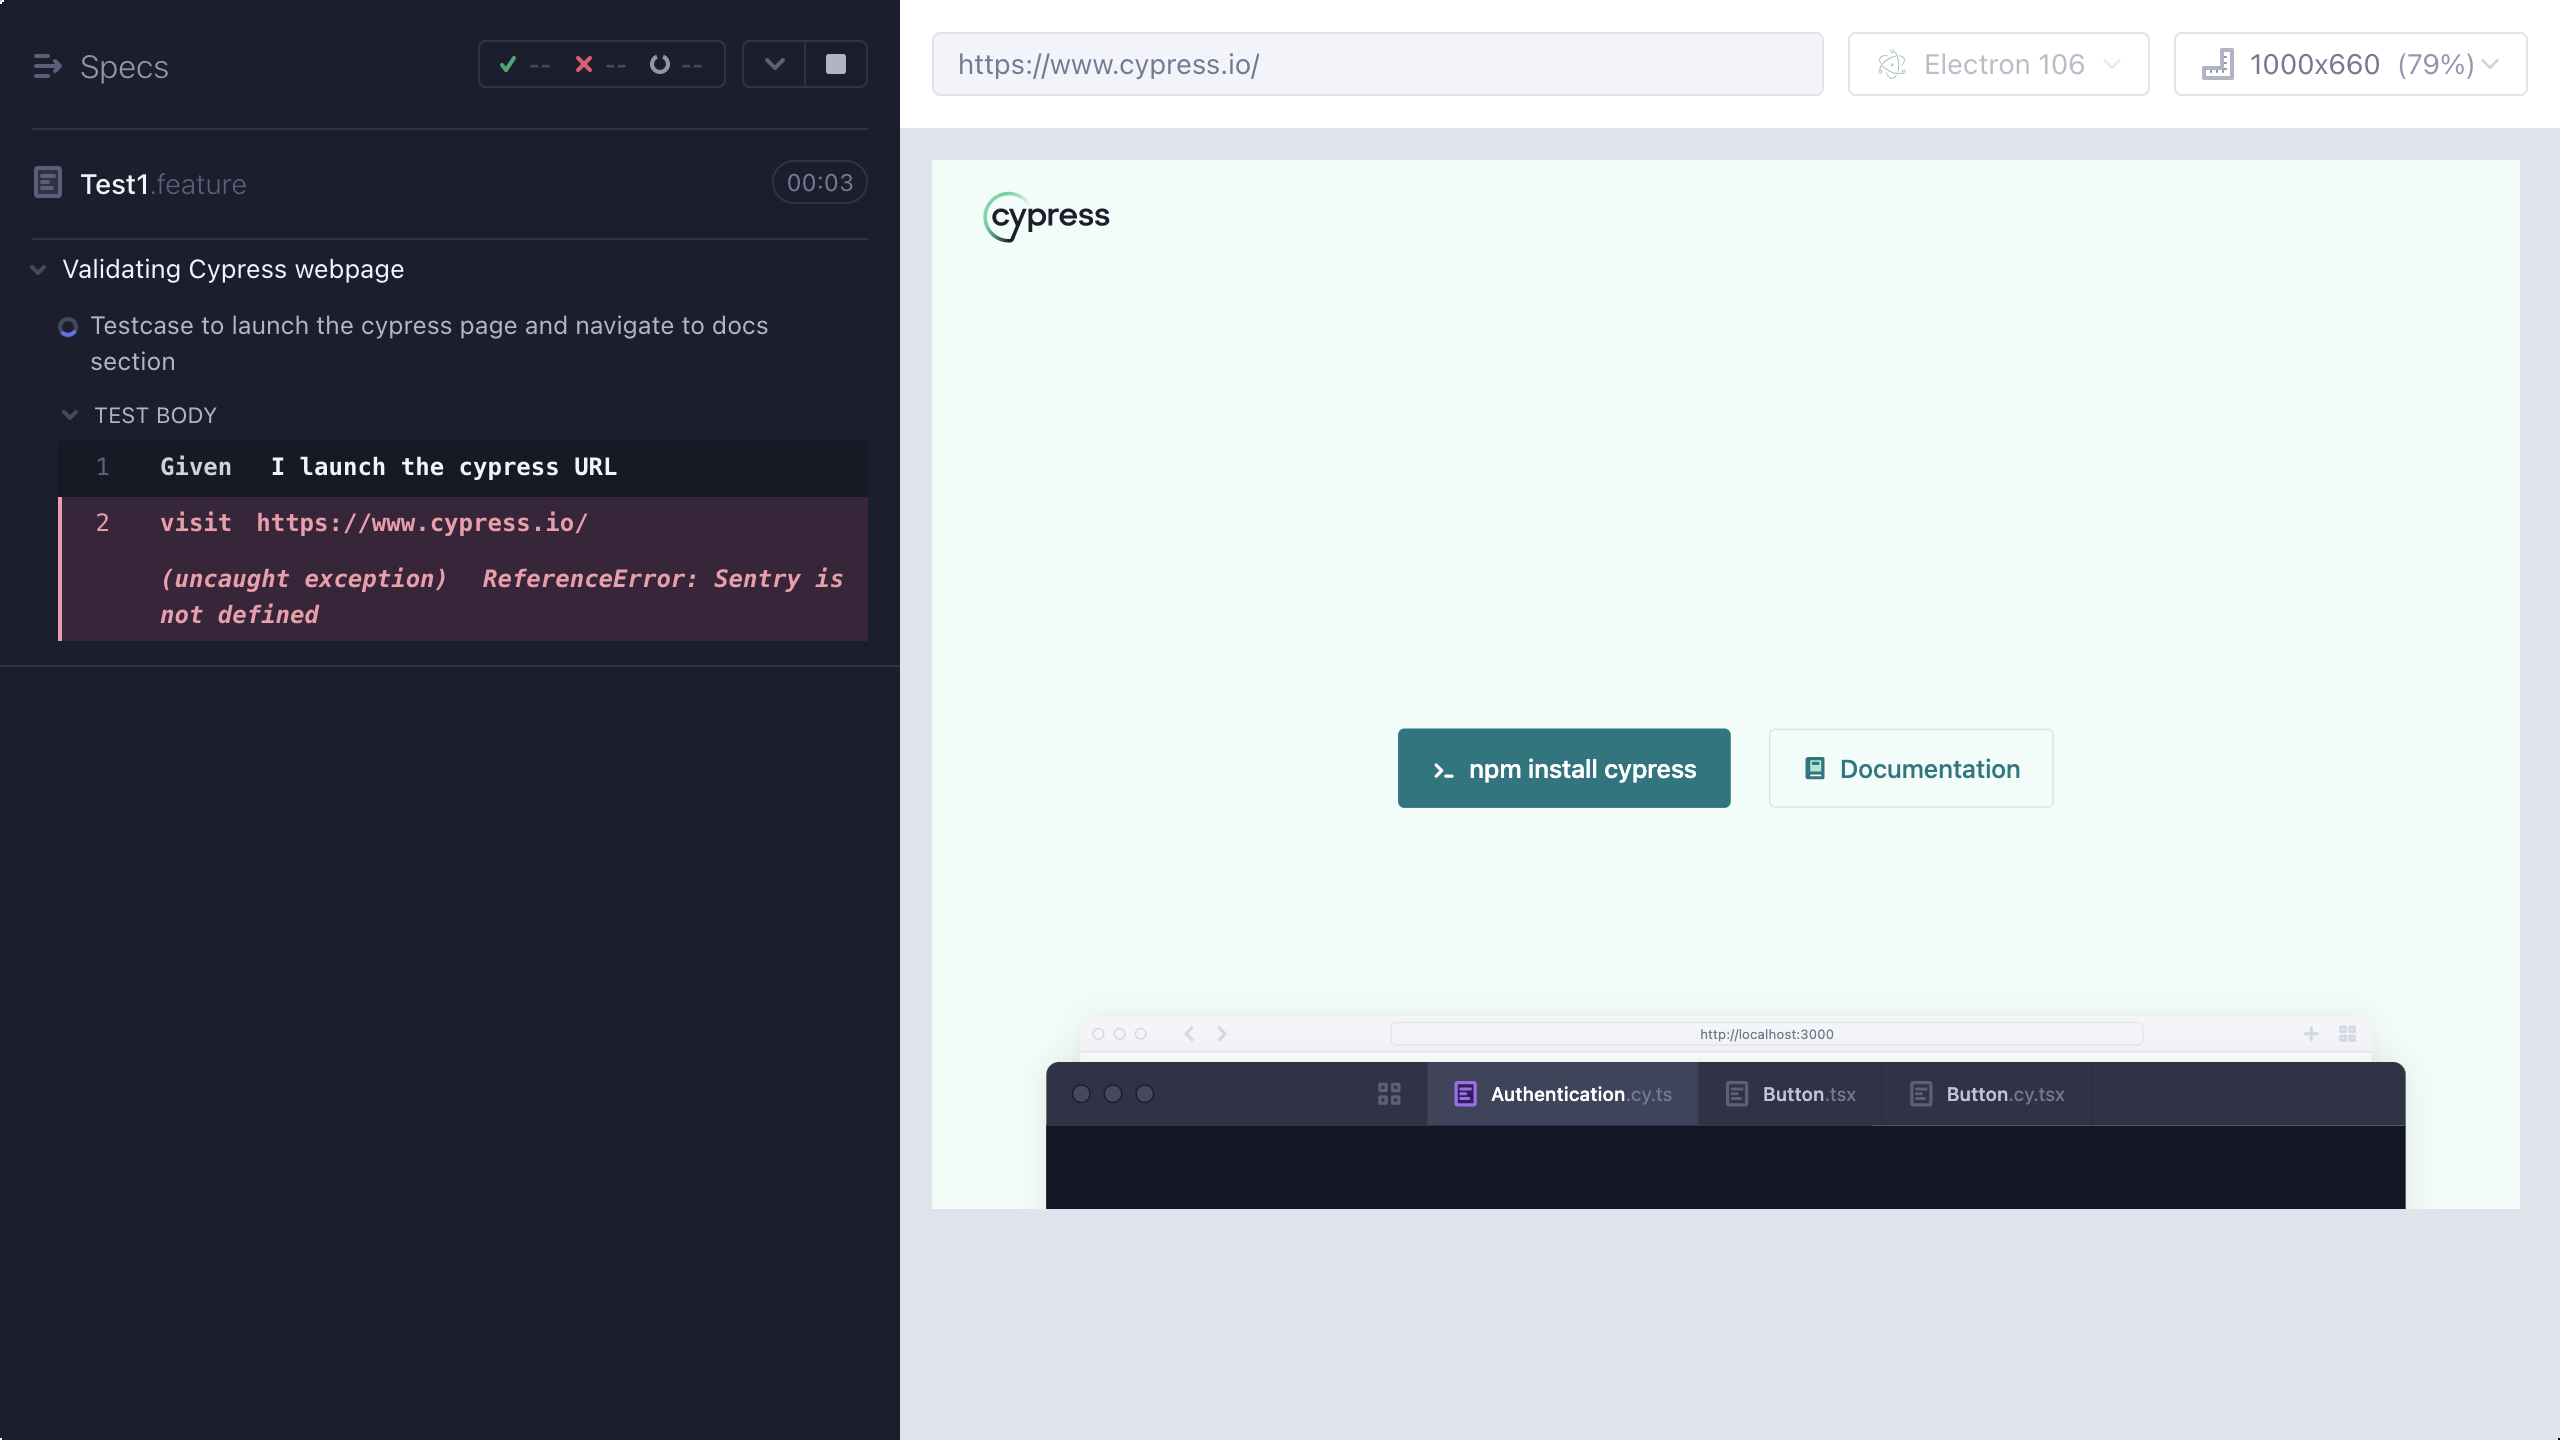 Specs
-- -- --
Test1.feature
00:03
Validating Cypress webpage
Testcase to launch the cypress page and navigate to docs
section
TEST BODY
1 Given I launch the cypress URL
2 visit https://www.cypress.io/
(uncaught exception) ReferenceError: Sentry is
not defined
https://www.cypress.io/
Electron 106
1000x660 (79%)
cypress
npm install cypress
Documentation
http://localhost:3000
Authentication.cy.ts
Button.tsx
Button.cy.tsx